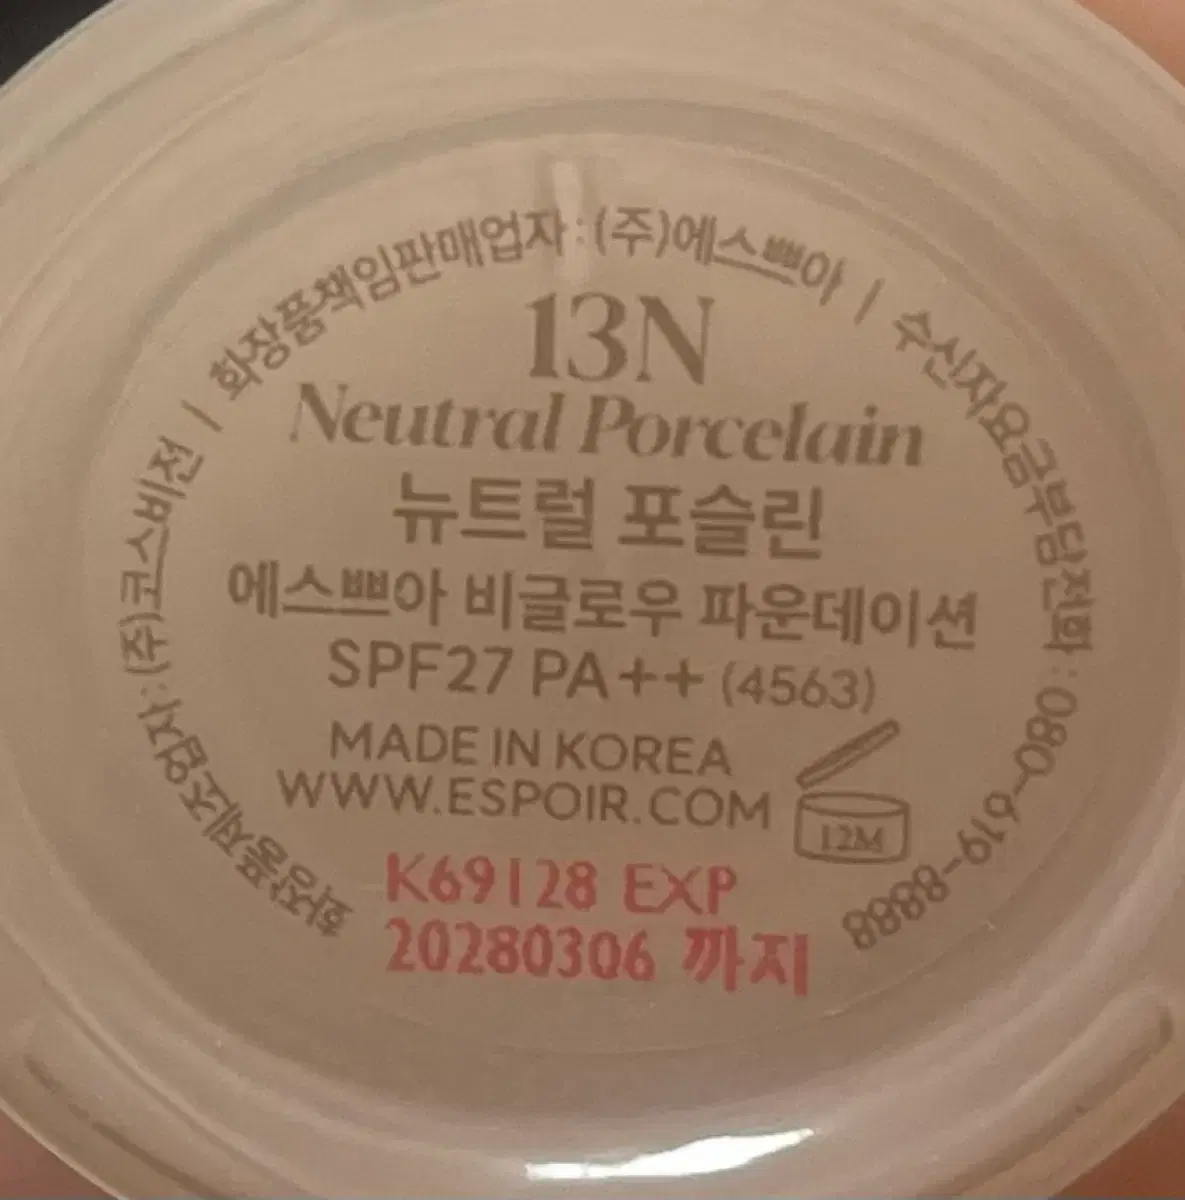 화장품제조업자 : (주)코스비전 | 화장품책임판매업자 : (주)에스쁘아 | 수신자요금부담전화 : 080-619-8888
13N
Neutral Porcelain
뉴트럴 포슬린
에스쁘아 비글로우 파운데이션
SPF27 PA++ (4563)
MADE IN KOREA
WWW.ESPOIR.COM
12M
K69128 EXP
20280306 까지